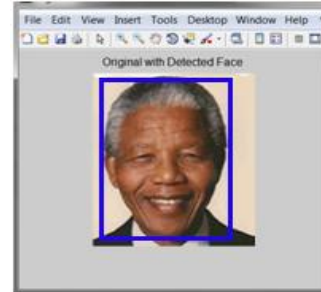 File Edit View Insert Tools Desktop Window Help
Original with Detected Face